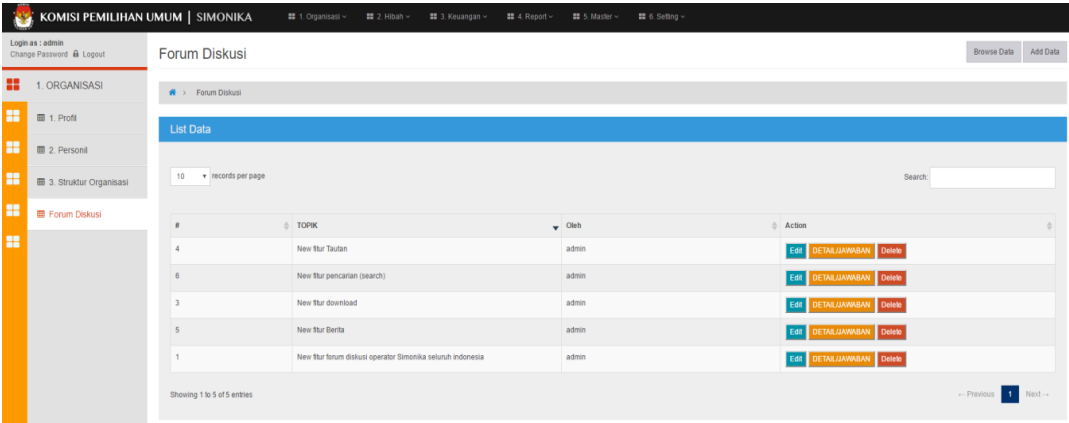 KOMISI PEMILIHAN UMUM | SIMONIKA
1. Organisasi 2. Hibah 3. Keuangan 4. Report 5. Master 6. Setting
Login as : admin
Change Password Logout
Forum Diskusi
Browse Data Add Data
1. ORGANISASI
1. Profil
2. Personil
3. Struktur Organisasi
Forum Diskusi
> Forum Diskusi
List Data
10 records per page
Search:
# TOPIK Oleh Action
4 New fitur Tautan admin Edit DETAIL/JAWABAN Delete
6 New fitur pencarian (search) admin Edit DETAIL/JAWABAN Delete
3 New fitur download admin Edit DETAIL/JAWABAN Delete
5 New fitur Berita admin Edit DETAIL/JAWABAN Delete
1 New fitur forum diskusi operator Simonika seluruh indonesia admin Edit DETAIL/JAWABAN Delete
Showing 1 to 5 of 5 entries
← Previous 1 Next →